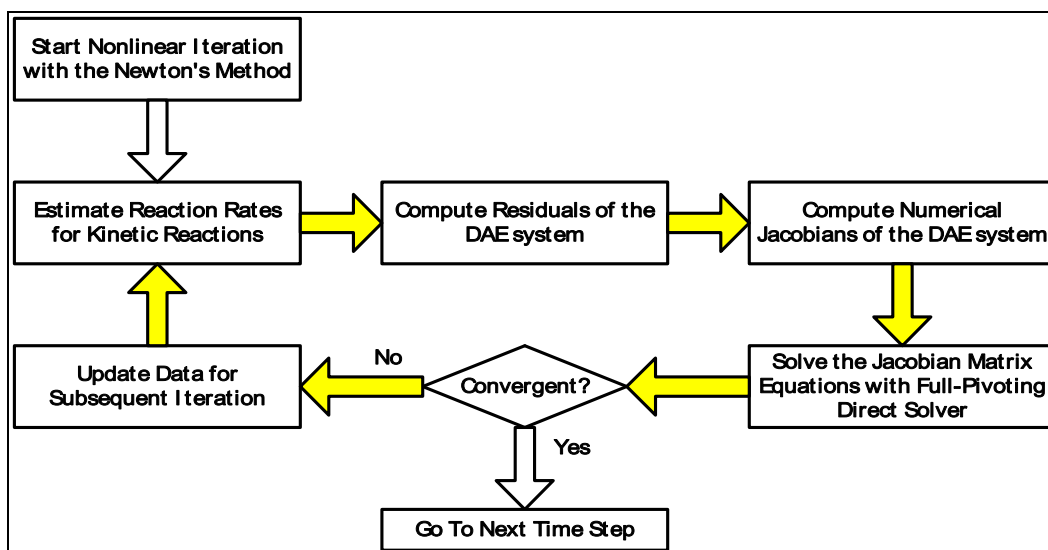 Start Nonlinear Iteration
with the Newton's Method
Estimate Reaction Rates
for Kinetic Reactions
Compute Residuals of the
DAE system
Compute Numerical
Jacobians of the DAE system
Solve the Jacobian Matrix
Equations with Full-Pivoting
Direct Solver
Convergent?
No
Update Data for
Subsequent Iteration
Yes
Go To Next Time Step